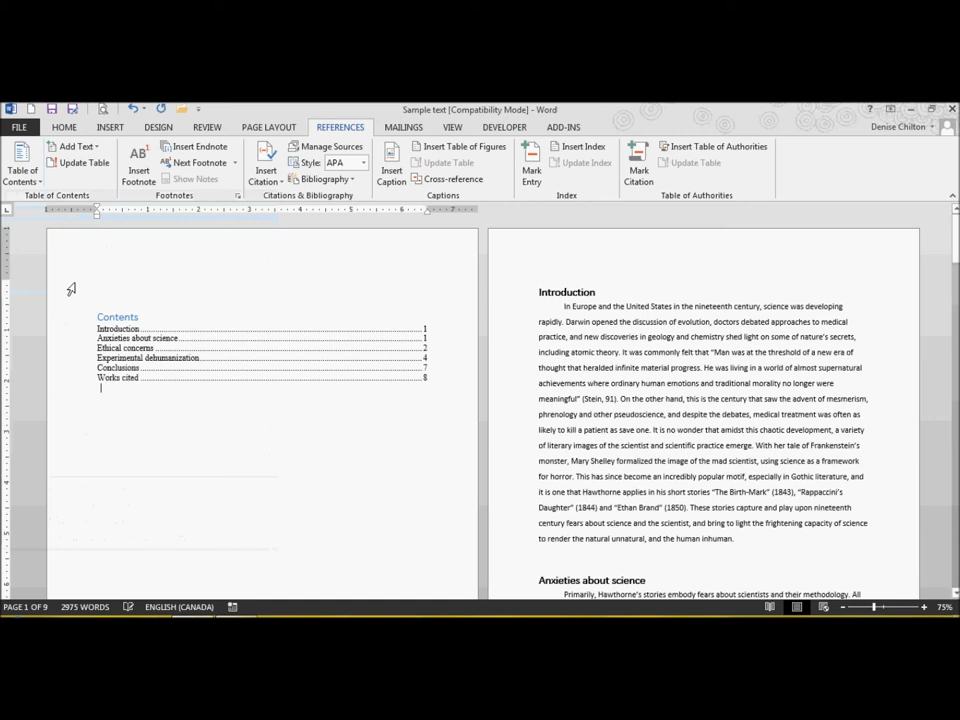 Sample text [Compatibility Mode] - Word
FILE HOME INSERT DESIGN REVIEW PAGE LAYOUT REFERENCES MAILINGS VIEW DEVELOPER ADD-INS Denise Chilton
Table of Contents
Add Text
Update Table
Table of Contents
AB1
Insert Footnote
Insert Endnote
Next Footnote
Show Notes
Footnotes
Insert Citation
Manage Sources
Style: APA
Bibliography
Citations & Bibliography
Insert Caption
Insert Table of Figures
Update Table
Cross-reference
Captions
Mark Entry
Insert Index
Update Index
Index
Mark Citation
Insert Table of Authorities
Update Table
Table of Authorities
Contents
Introduction 1
Anxieties about science 1
Ethical concerns 2
Experimental dehumanization 4
Conclusions 7
Works cited 8
Introduction
In Europe and the United States in the nineteenth century, science was developing
rapidly. Darwin opened the discussion of evolution, doctors debated approaches to medical
practice, and new discoveries in geology and chemistry shed light on some of nature's secrets,
including atomic theory. It was commonly felt that "Man was at the threshold of a new era of
thought that heralded infinite material progress. He was living in a world of almost supernatural
achievements where ordinary human emotions and traditional morality no longer were
meaningful" (Stein, 91). On the other hand, this is the century that saw the advent of mesmerism,
phrenology and other pseudoscience, and despite the debates, medical treatment was often as
likely to kill a patient as save one. It is no wonder that amidst this chaotic development, a variety
of literary images of the scientist and scientific practice emerge. With her tale of Frankenstein's
monster, Mary Shelley formalized the image of the mad scientist, using science as a framework
for horror. This has since become an incredibly popular motif, especially in Gothic literature, and
it is one that Hawthorne applies in his short stories "The Birth-Mark" (1843), "Rappaccini's
Daughter" (1844) and "Ethan Brand" (1850). These stories capture and play upon nineteenth
century fears about science and the scientist, and bring to light the frightening capacity of science
to render the natural unnatural, and the human inhuman.
Anxieties about science
Primarily, Hawthorne's stories embody fears about scientists and their methodology. All
PAGE 1 OF 9 2975 WORDS ENGLISH (CANADA) 75%